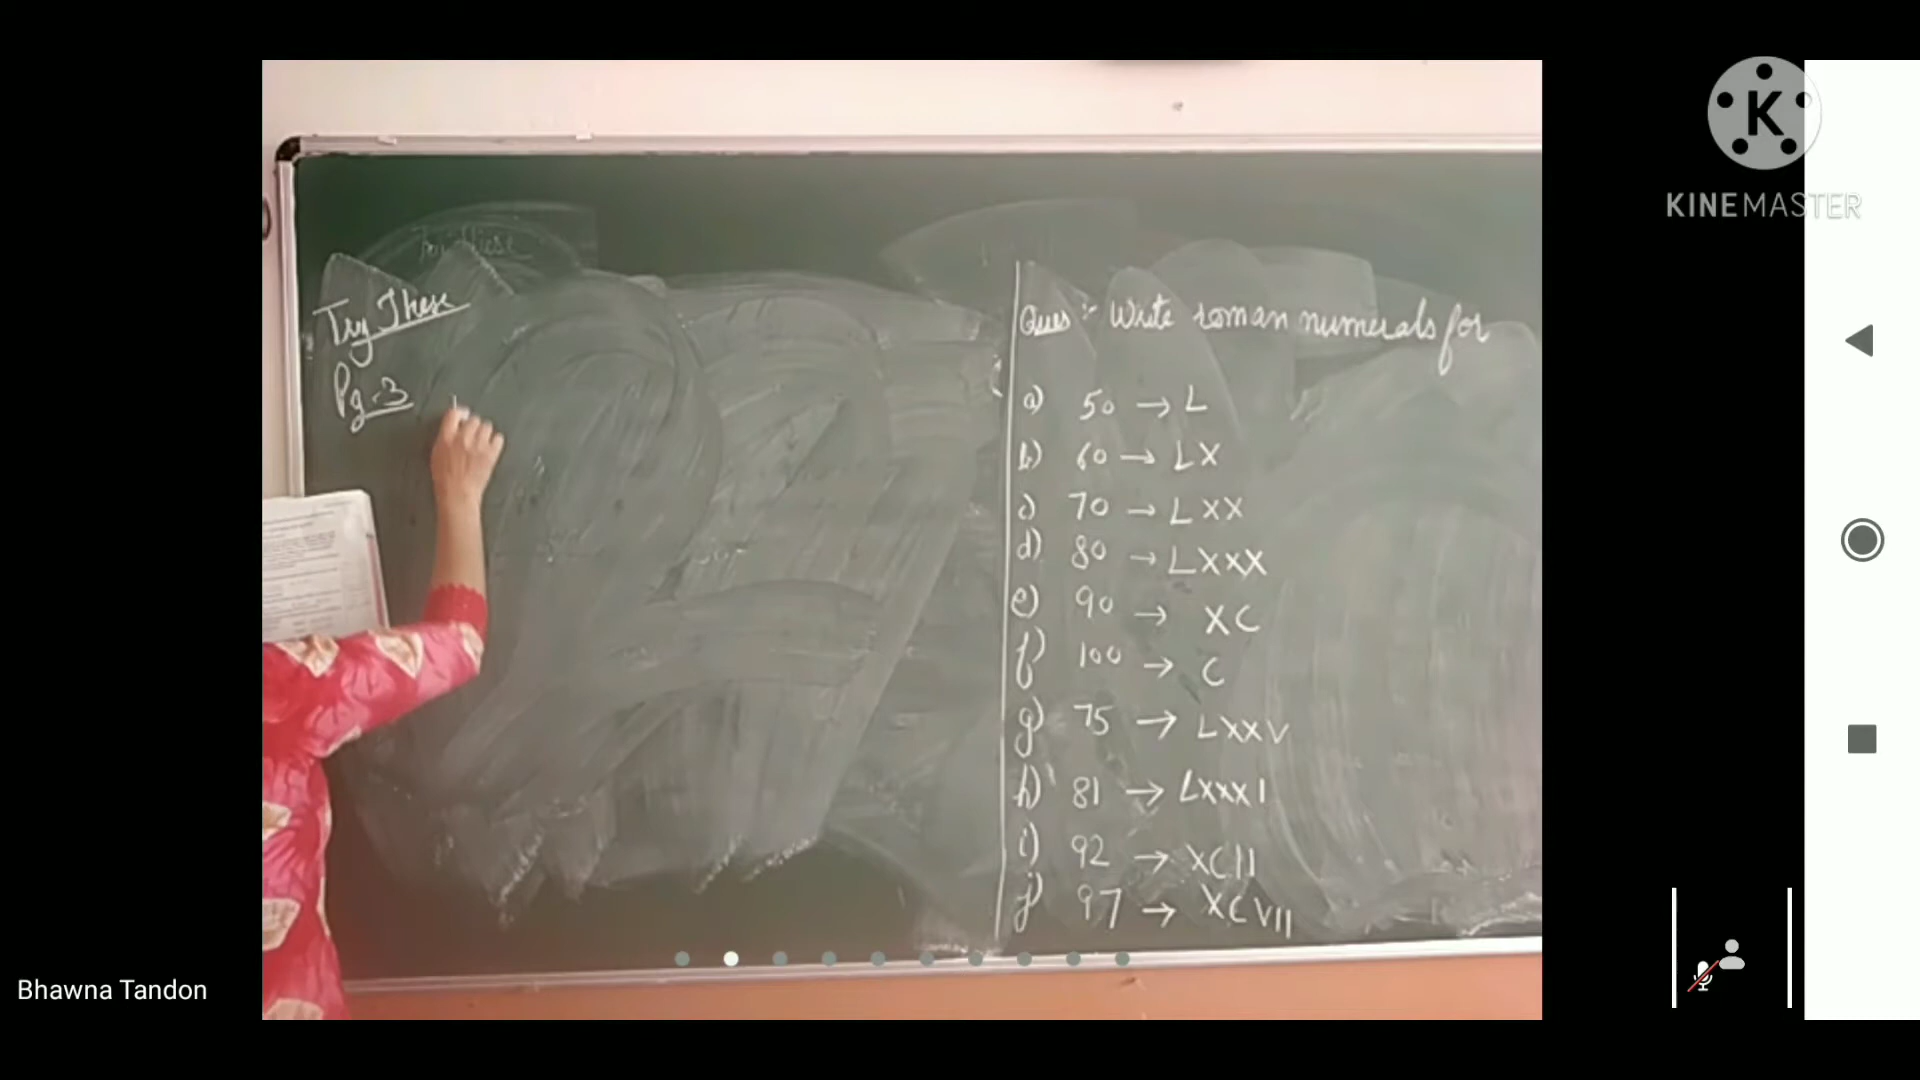 KINEMASTER
Try These
Pg-3
Ques :- Write roman numerals for
a) 50 → L
b) 60 → LX
c) 70 → LXX
d) 80 → LXXX
e) 90 → XC
f) 100 → C
g) 75 → LXXV
h) 81 → LXXXI
i) 92 → XCII
j) 97 → XCVII
Bhawna Tandon